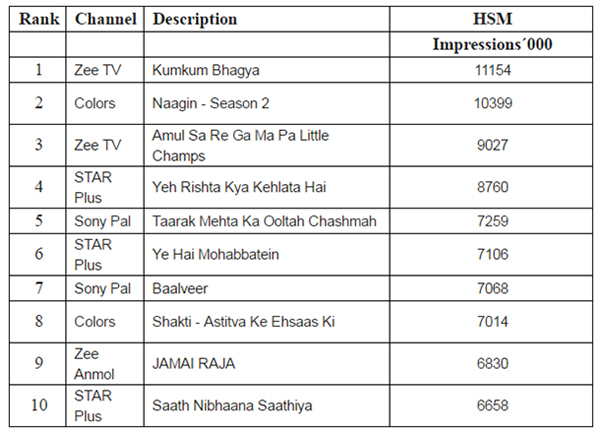 Rank Channel Description HSM
Impressions´000
1 Zee TV Kumkum Bhagya 11154
2 Colors Naagin - Season 2 10399
3 Zee TV Amul Sa Re Ga Ma Pa Little
Champs 9027
4 STAR
Plus Yeh Rishta Kya Kehlata Hai 8760
5 Sony Pal Taarak Mehta Ka Ooltah Chashmah 7259
6 STAR
Plus Ye Hai Mohabbatein 7106
7 Sony Pal Baalveer 7068
8 Colors Shakti - Astitva Ke Ehsaas Ki 7014
9 Zee
Anmol JAMAI RAJA 6830
10 STAR
Plus Saath Nibhaana Saathiya 6658